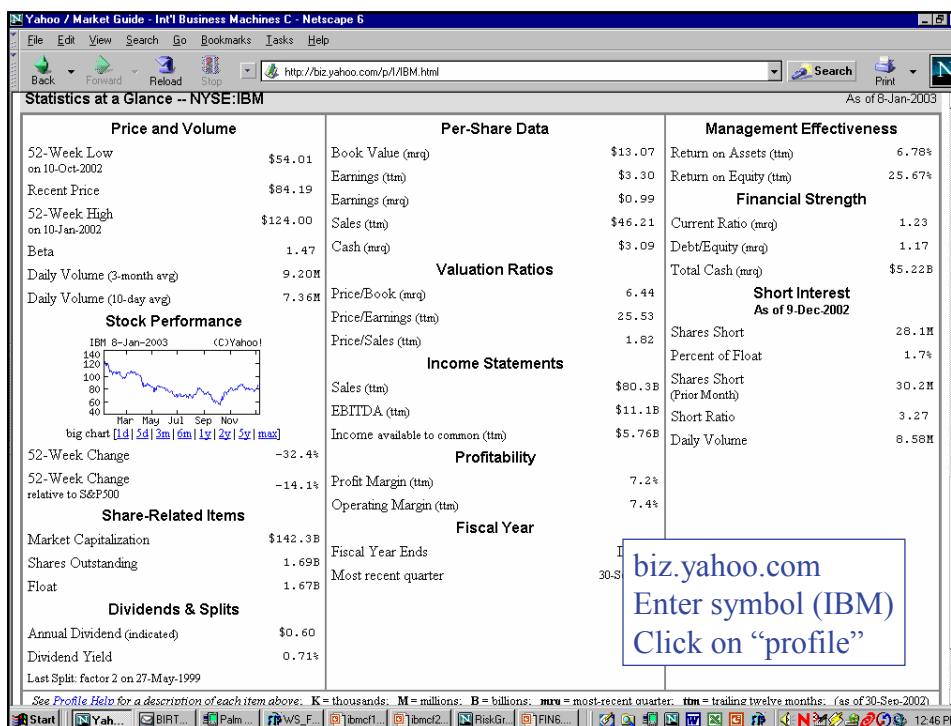 Yahoo / Market Guide - Int'l Business Machines C - Netscape 6
File Edit View Search Go Bookmarks Tasks Help
Back Forward Reload Stop http://biz.yahoo.com/p/I/IBM.html Search Print
Statistics at a Glance -- NYSE:IBM As of 8-Jan-2003
Price and Volume
52-Week Low
on 10-Oct-2002 $54.01
Recent Price $84.19
52-Week High
on 10-Jan-2002 $124.00
Beta 1.47
Daily Volume (3-month avg) 9.20M
Daily Volume (10-day avg) 7.36M
Stock Performance
IBM 8-Jan-2003 (C)Yahoo!
140
120
100
80
60
40
Mar May Jul Sep Nov
big chart [1d|5d|3m|6m|1y|2y|5y|max]
52-Week Change -32.4%
52-Week Change
relative to S&P500 -14.1%
Share-Related Items
Market Capitalization $142.3B
Shares Outstanding 1.69B
Float 1.67B
Dividends & Splits
Annual Dividend (indicated) $0.60
Dividend Yield 0.71%
Last Split: factor 2 on 27-May-1999
Per-Share Data
Book Value (mrq) $13.07
Earnings (ttm) $3.30
Earnings (mrq) $0.99
Sales (ttm) $46.21
Cash (mrq) $3.09
Valuation Ratios
Price/Book (mrq) 6.44
Price/Earnings (ttm) 25.53
Price/Sales (ttm) 1.82
Income Statements
Sales (ttm) $80.3B
EBITDA (ttm) $11.1B
Income available to common (ttm) $5.76B
Profitability
Profit Margin (ttm) 7.2%
Operating Margin (ttm) 7.4%
Fiscal Year
Fiscal Year Ends
Most recent quarter
Management Effectiveness
Return on Assets (ttm) 6.78%
Return on Equity (ttm) 25.67%
Financial Strength
Current Ratio (mrq) 1.23
Debt/Equity (mrq) 1.17
Total Cash (mrq) $5.22B
Short Interest
As of 9-Dec-2002
Shares Short 28.1M
Percent of Float 1.7%
Shares Short
(Prior Month) 30.2M
Short Ratio 3.27
Daily Volume 8.58M
biz.yahoo.com
Enter symbol (IBM)
Click on “profile”
See Profile Help for a description of each item above; K = thousands; M = millions; B = billions; mrq = most-recent quarter; ttm = trailing twelve months; (as of 30-Sep-2002)
Start Yah... BIRT... Palm... WS_F... ibmcf1... ibmcf2... RiskGr... FIN6...